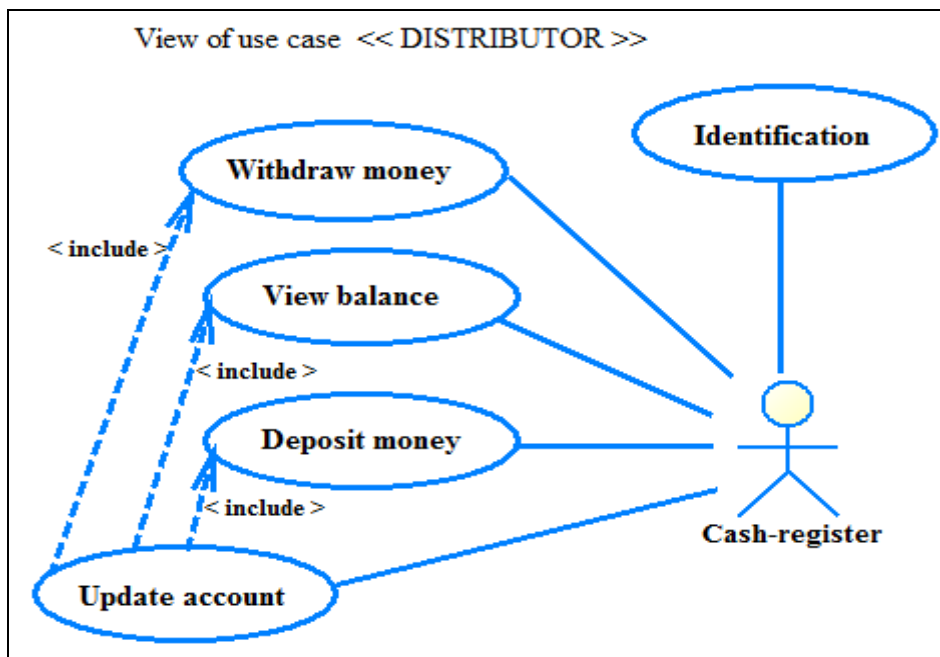 View of use case << DISTRIBUTOR >>
Identification
Withdraw money
< include >
View balance
< include >
Deposit money
< include >
Cash-register
Update account